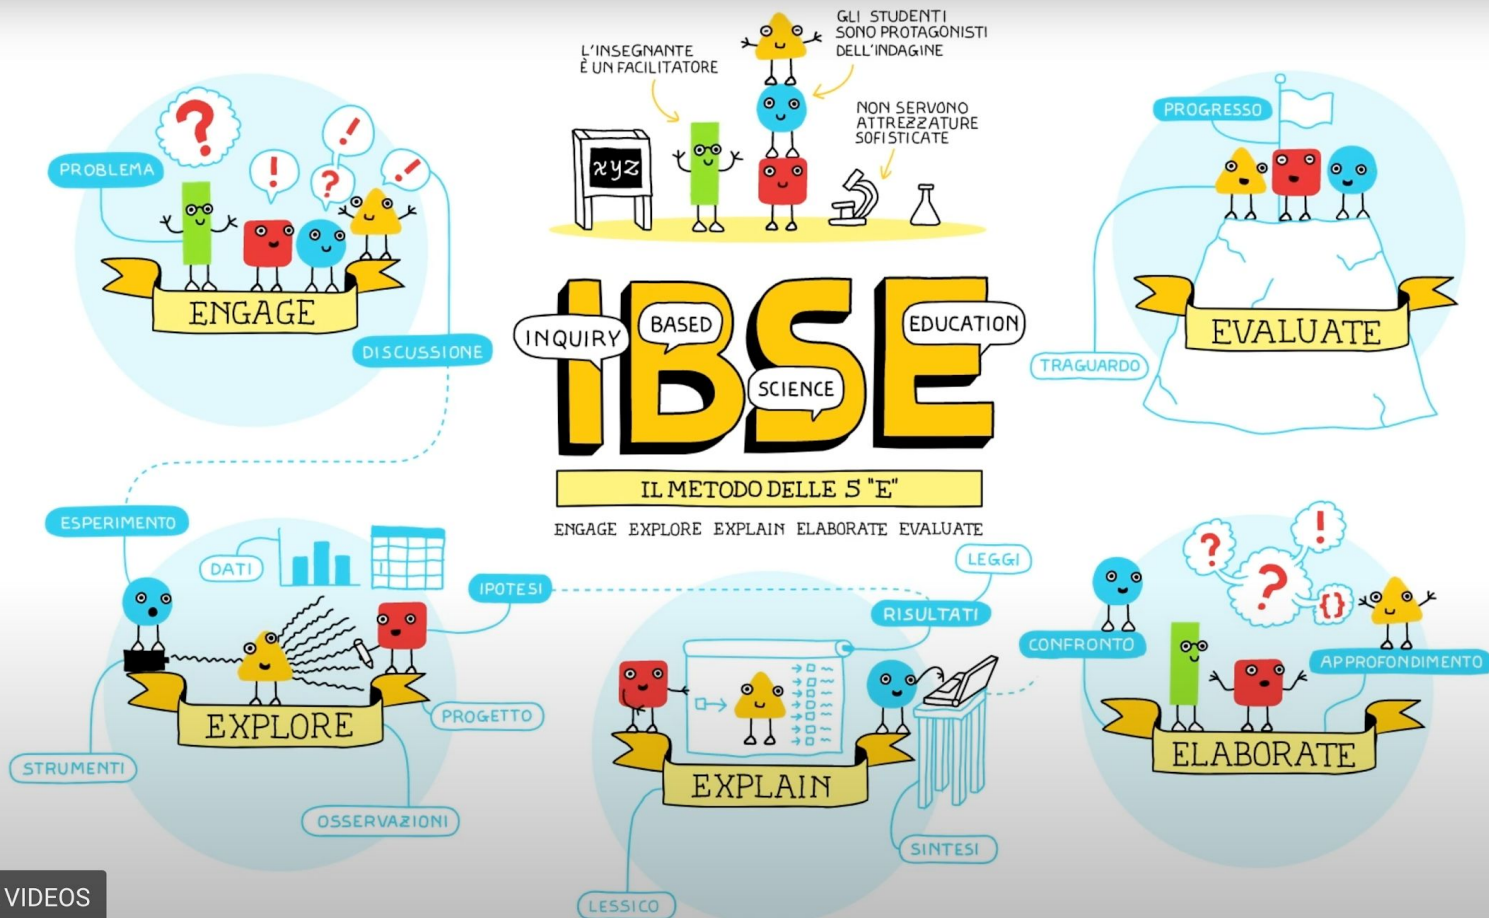 L'INSEGNANTE
È UN FACILITATORE
GLI STUDENTI
SONO PROTAGONISTI
DELL'INDAGINE
NON SERVONO
ATTREZZATURE
SOFISTICATE
xyz
?
!
?
!
!
PROBLEMA
ENGAGE
DISCUSSIONE
INQUIRY
BASED
SCIENCE
EDUCATION
IBSE
IL METODO DELLE 5 "E"
ENGAGE EXPLORE EXPLAIN ELABORATE EVALUATE
PROGRESSO
EVALUATE
TRAGUARDO
ESPERIMENTO
DATI
IPOTESI
EXPLORE
PROGETTO
STRUMENTI
OSSERVAZIONI
LEGGI
RISULTATI
EXPLAIN
SINTESI
LESSICO
?
!
?
{}
CONFRONTO
APPROFONDIMENTO
ELABORATE
VIDEOS